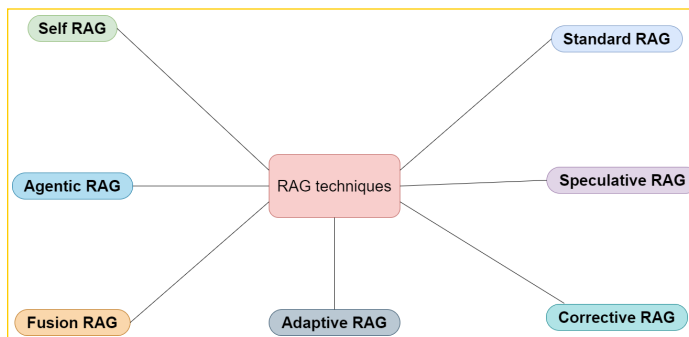 Self RAG
Standard RAG
RAG techniques
Agentic RAG
Speculative RAG
Fusion RAG
Adaptive RAG
Corrective RAG